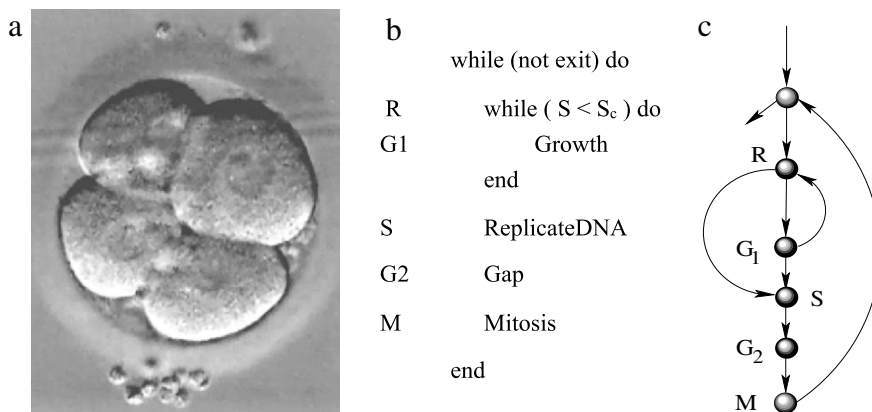 a
b
while (not exit) do
R while ( S < Sc ) do
G1 Growth
end
S ReplicateDNA
G2 Gap
M Mitosis
end
c
R
G1
S
G2
M